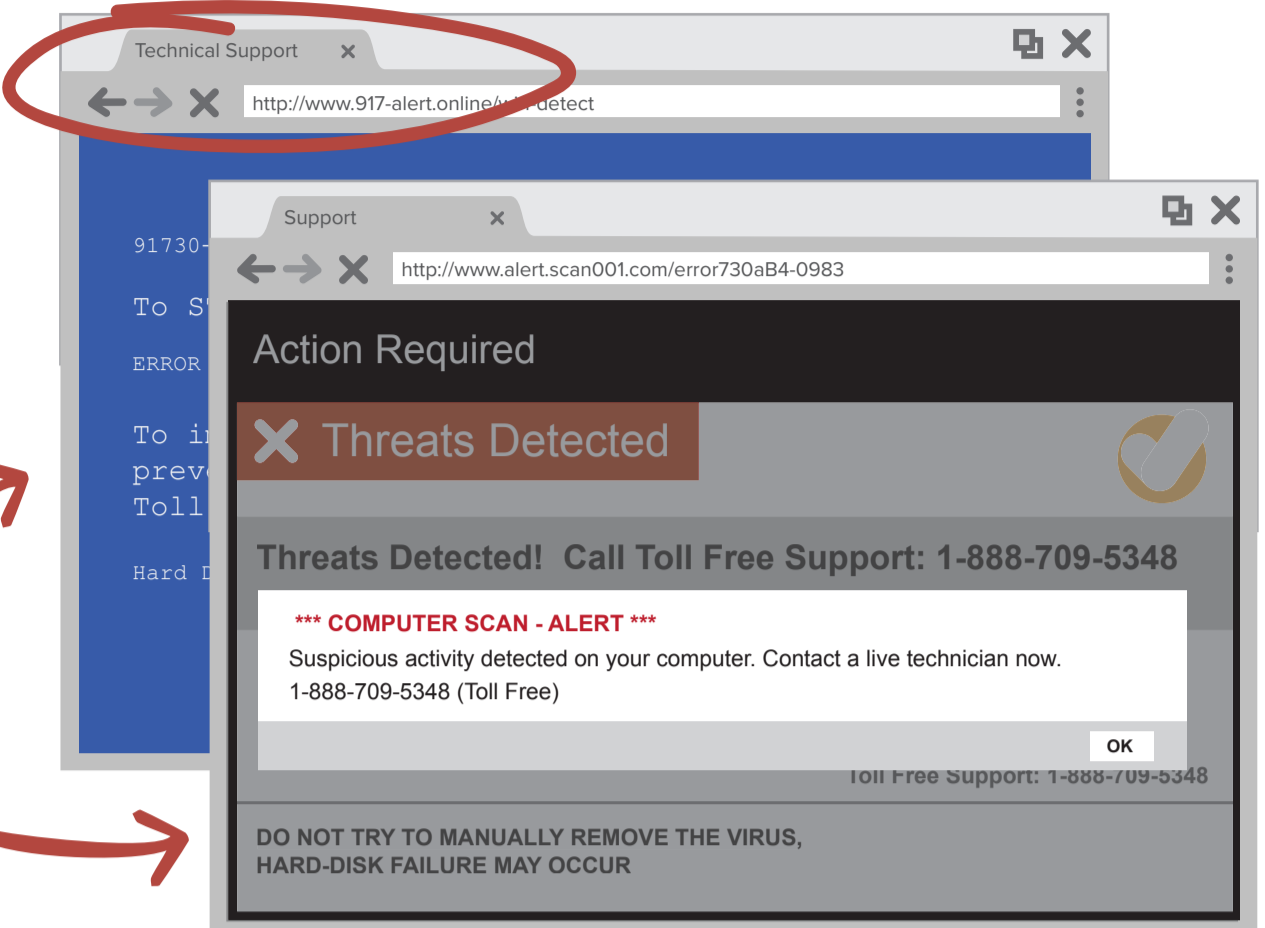 Technical Support
http://www.917-alert.online/
detect
91730-
To
ERROR
To
Toll
Hard
Support
http://www.alert.scan001.com/error730aB4-0983
Action Required
Threats Detected
Threats Detected! Call Toll Free Support: 1-888-709-5348
*** COMPUTER SCAN - ALERT ***
Suspicious activity detected on your computer. Contact a live technician now.
1-888-709-5348 (Toll Free)
OK
Toll Free Support: 1-888-709-5348
DO NOT TRY TO MANUALLY REMOVE THE VIRUS,
HARD-DISK FAILURE MAY OCCUR